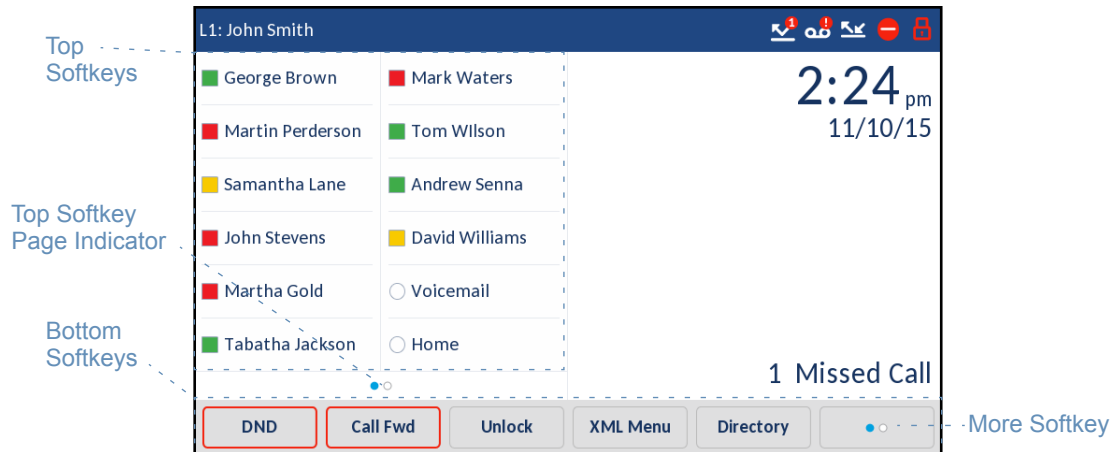 L1: John Smith
1
Top
Softkeys
George Brown
Mark Waters
2:24 pm
11/10/15
Martin Perderson
Tom WIlson
Samantha Lane
Andrew Senna
Top Softkey
Page Indicator
John Stevens
David Williams
Martha Gold
Voicemail
Bottom
Softkeys
Tabatha Jackson
Home
1 Missed Call
DND
Call Fwd
Unlock
XML Menu
Directory
More Softkey